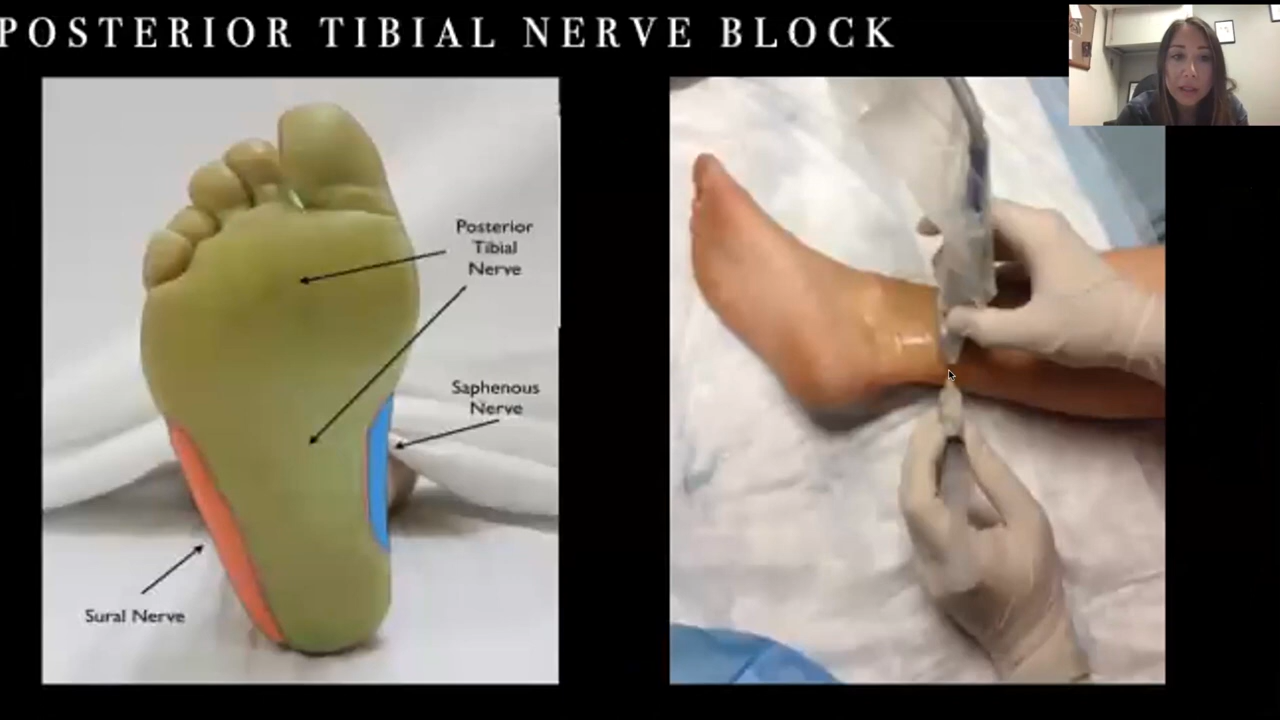 POSTERIOR TIBIAL NERVE BLOCK
Posterior
Tibial
Nerve
Saphenous
Nerve
Sural Nerve